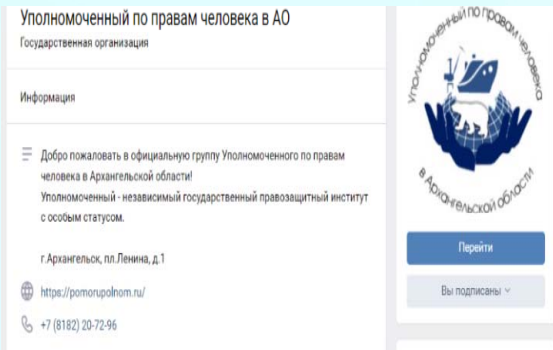 Уполномоченный по правам человека в АО
Государственная организация
Информация
Добро пожаловать в официальную группу Уполномоченного по правам
человека в Архангельской области!
Уполномоченный - независимый государственный правозащитный институт
с особым статусом.
г.Архангельск, пл.Ленина, д.1
https://pomorupolnom.ru/
+7 (8182) 20-72-96
Уполномоченный по правам человека
в Архангельской области
Перейти
Вы подписаны